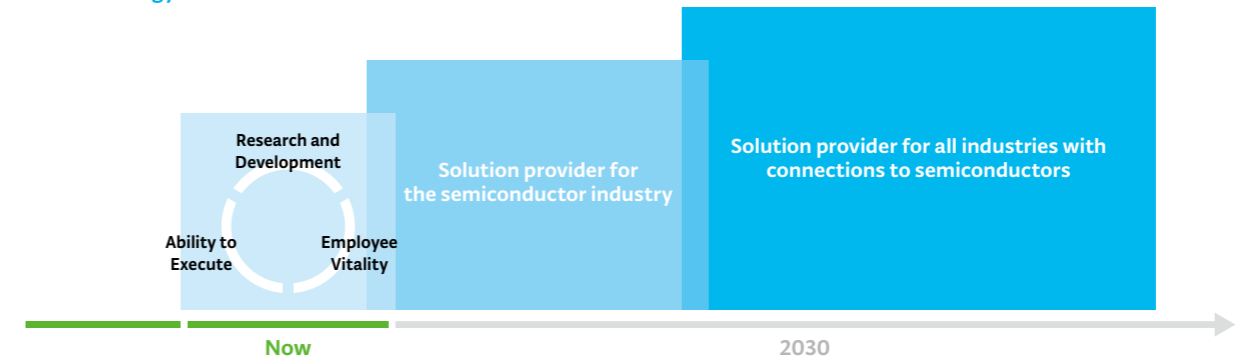 Research and
Development
Ability to
Execute
Employee
Vitality
Solution provider for
the semiconductor industry
Solution provider for all industries with
connections to semiconductors
Now
2030